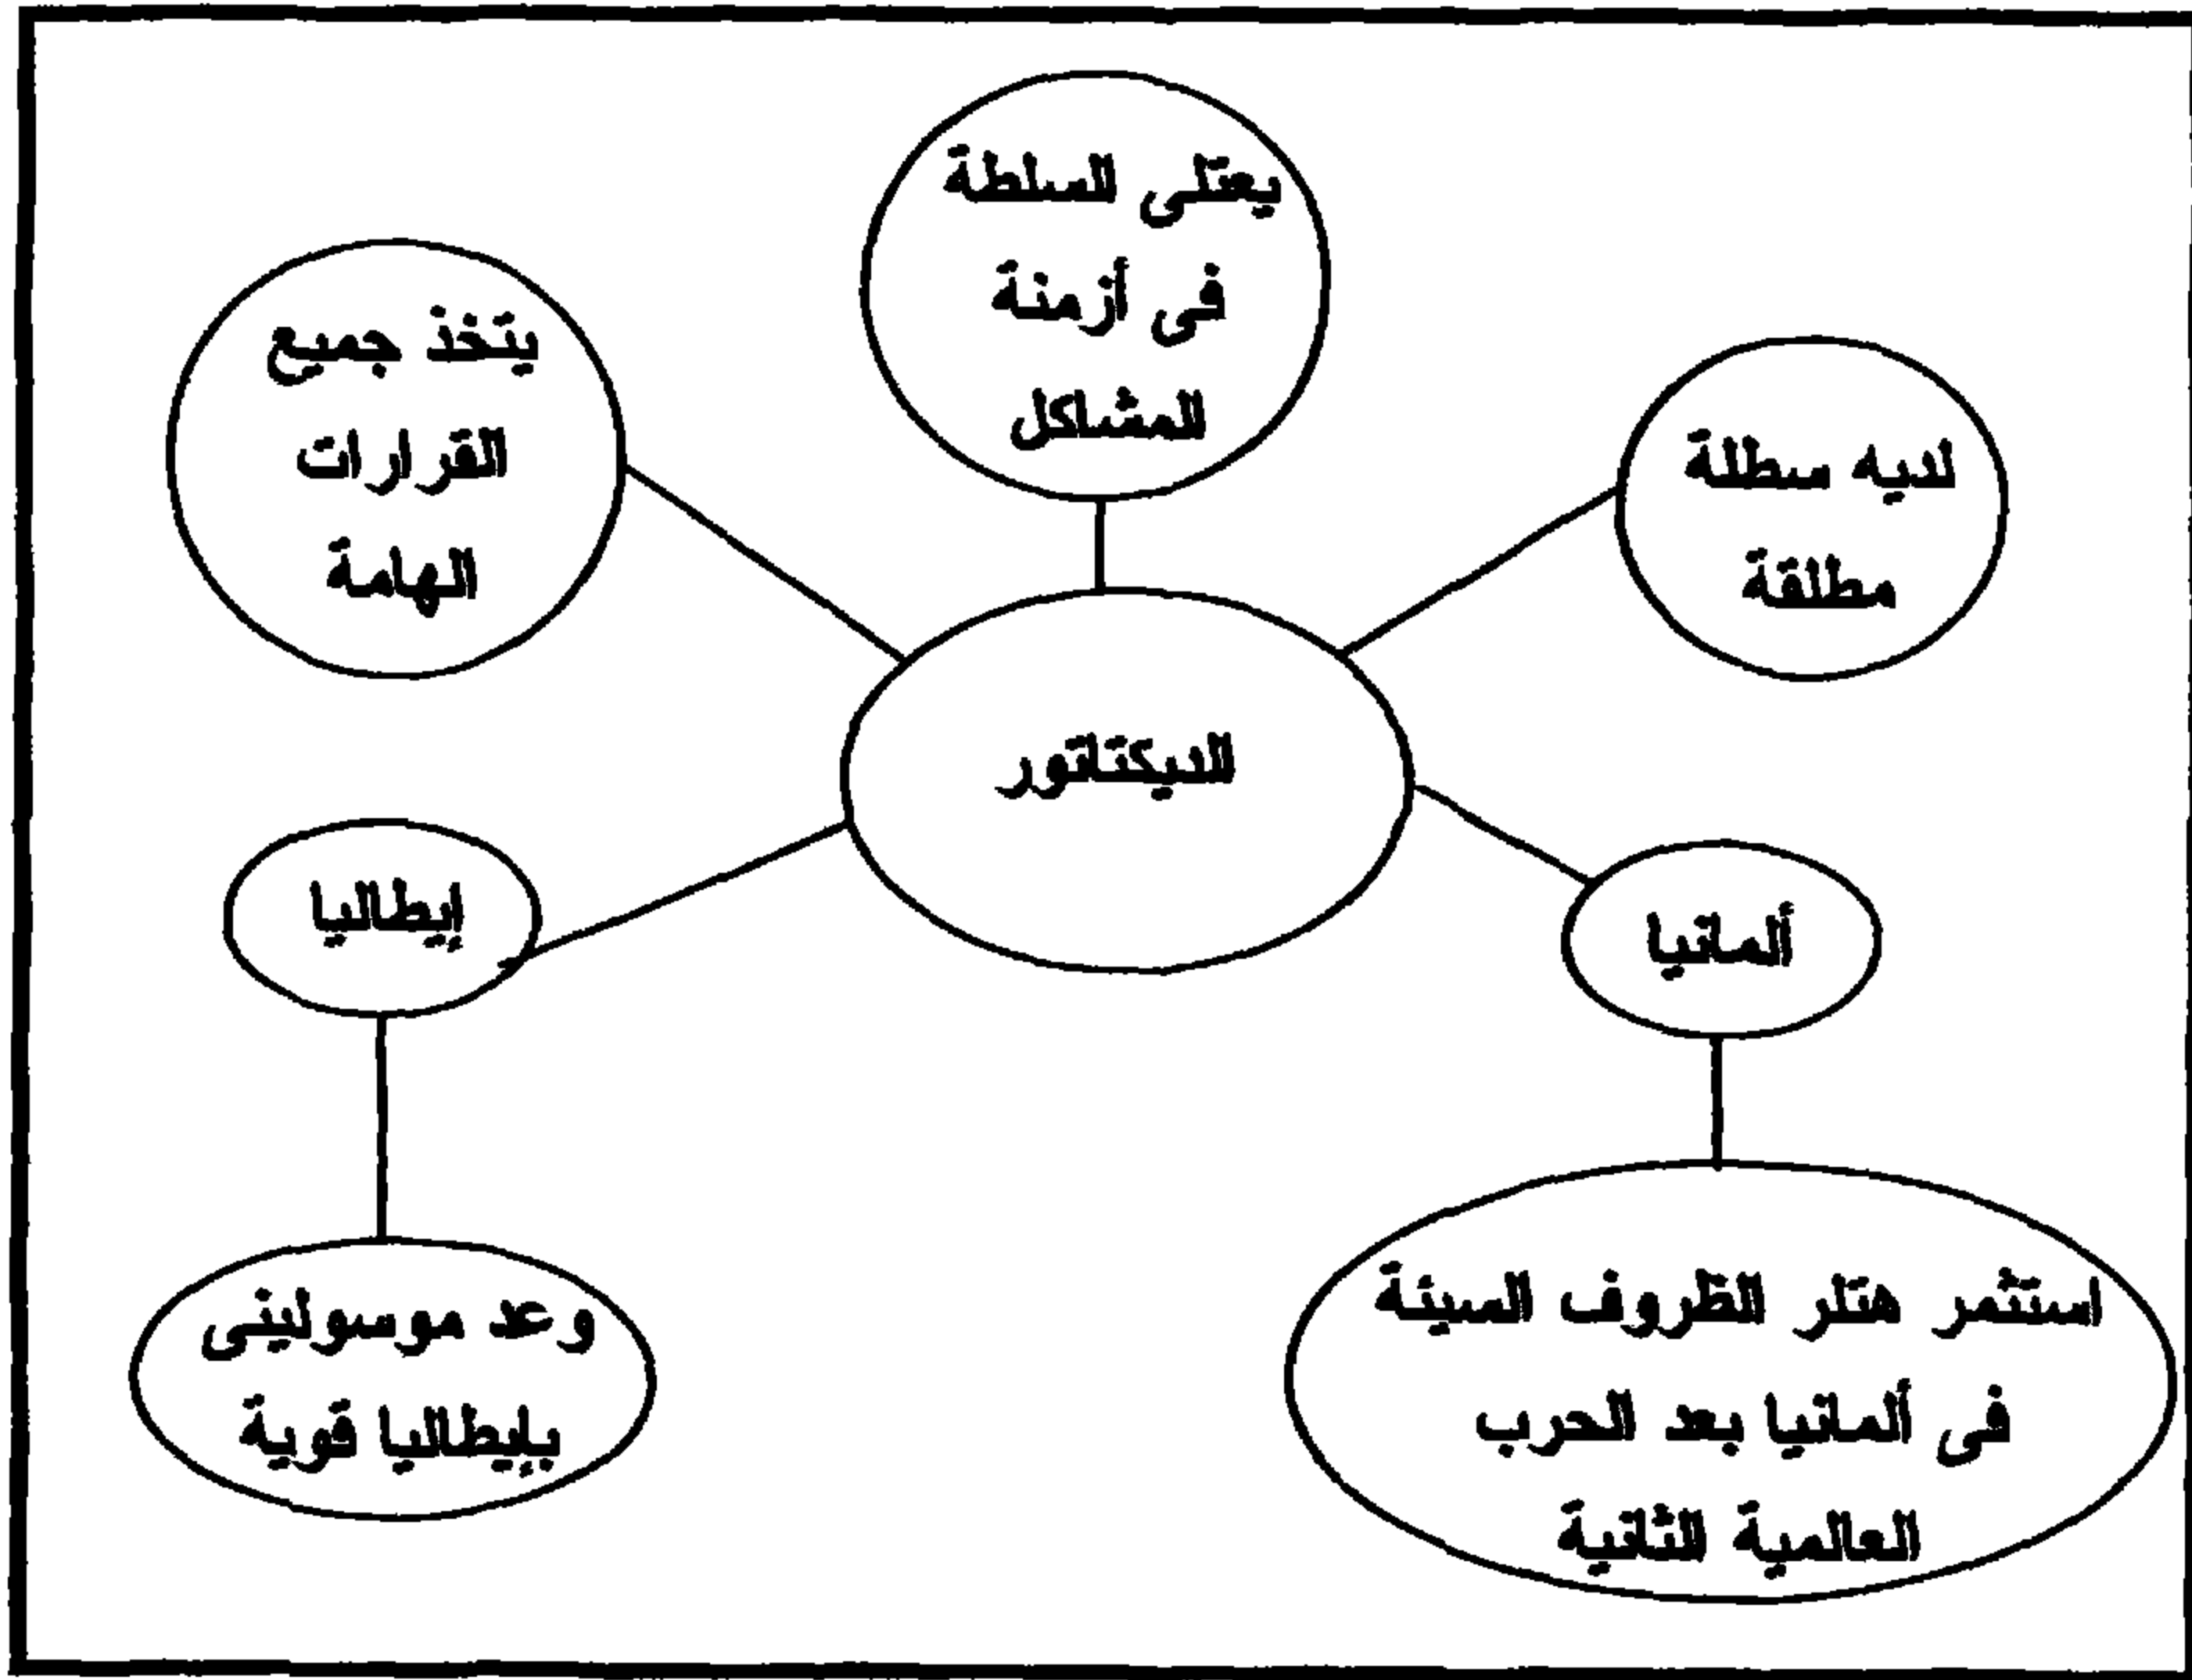 يعتلى السلطة
فى أزمنة
المشاكل
لديه سطلة
مطلقة
يتخذ جميع
القرارات
الهامة
الديكتاتور
ألمانيا
إيطاليا
استثمر هتلر الظروف السيئة
فى ألمانيا بعد الحرب
العالمية الثانية
وعد موسولينى
بإيطاليا قوية